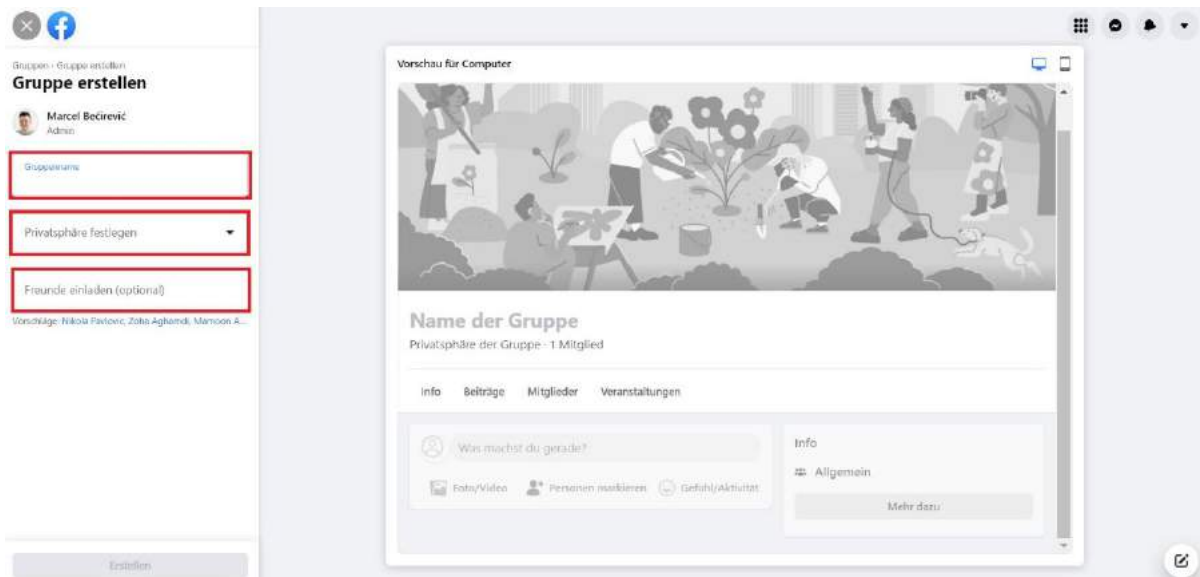 Gruppen › Gruppe erstellen
Gruppe erstellen
Marcel Bećirević
Admin
Gruppenname
Privatsphäre festlegen
Freunde einladen (optional)
Vorschläge: Nikola Pavlovic, Zoha Aghamdi, Mamoon A...
Erstellen
Vorschau für Computer
Name der Gruppe
Privatsphäre der Gruppe · 1 Mitglied
Info Beiträge Mitglieder Veranstaltungen
Was machst du gerade?
Foto/Video Personen markieren Gefühl/Aktivität
Info
Allgemein
Mehr dazu